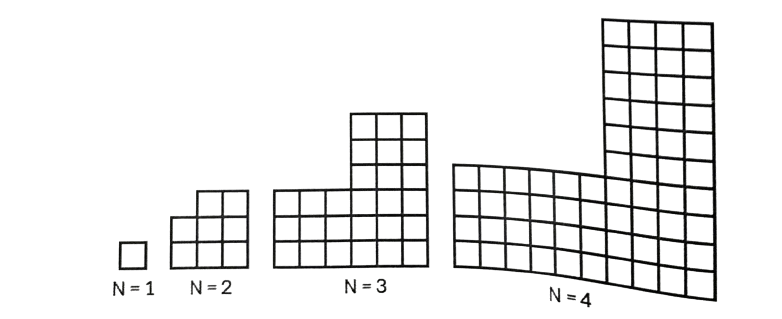 N = 1
N = 2
N = 3
N = 4